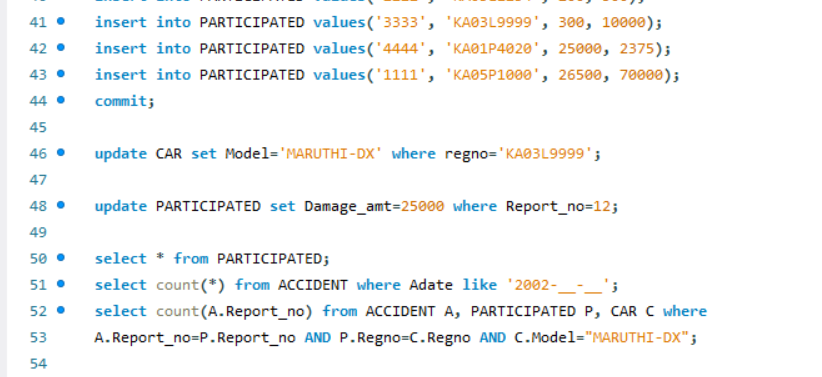 41 insert into PARTICIPATED values('3333', 'KA03L9999', 300, 10000);
42 insert into PARTICIPATED values('4444', 'KA01P4020', 25000, 2375);
43 insert into PARTICIPATED values('1111', 'KA05P1000', 26500, 70000);
44 commit;
45
46 update CAR set Model='MARUTHI-DX' where regno='KA03L9999';
47
48 update PARTICIPATED set Damage_amt=25000 where Report_no=12;
49
50 select * from PARTICIPATED;
51 select count(*) from ACCIDENT where Adate like '2002-__-__';
52 select count(A.Report_no) from ACCIDENT A, PARTICIPATED P, CAR C where
53 A.Report_no=P.Report_no AND P.Regno=C.Regno AND C.Model="MARUTHI-DX";
54